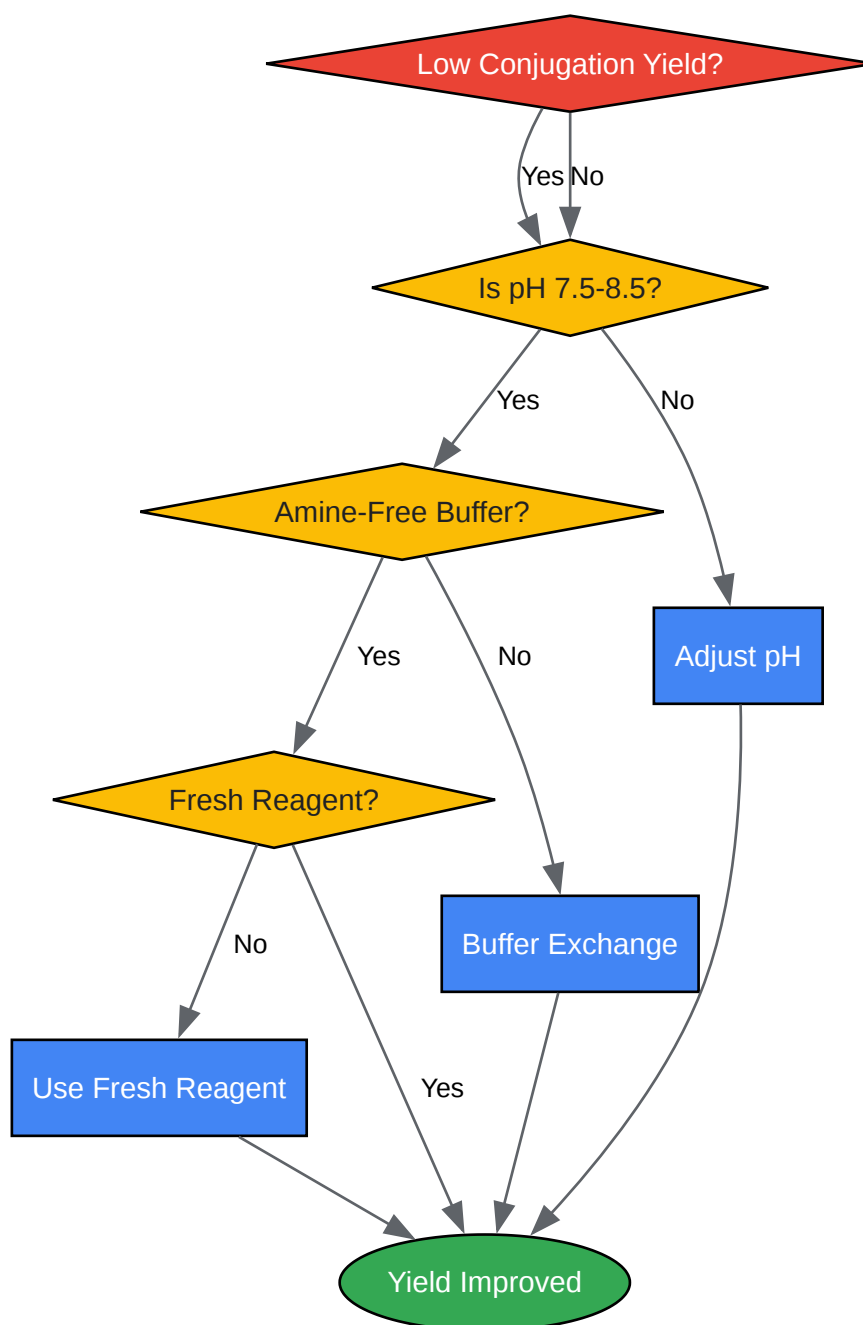 Low Conjugation Yield?
Yes
No
Is pH 7.5-8.5?
Yes
No
Amine-Free Buffer?
Yes
No
Adjust pH
Fresh Reagent?
No
Buffer Exchange
Use Fresh Reagent
Yes
Yield Improved